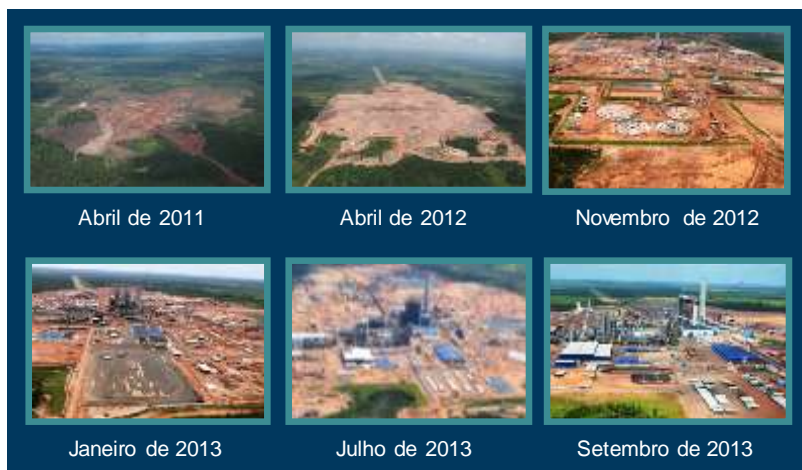 Abril de 2011
Abril de 2012
Novembro de 2012
Janeiro de 2013
Julho de 2013
Setembro de 2013